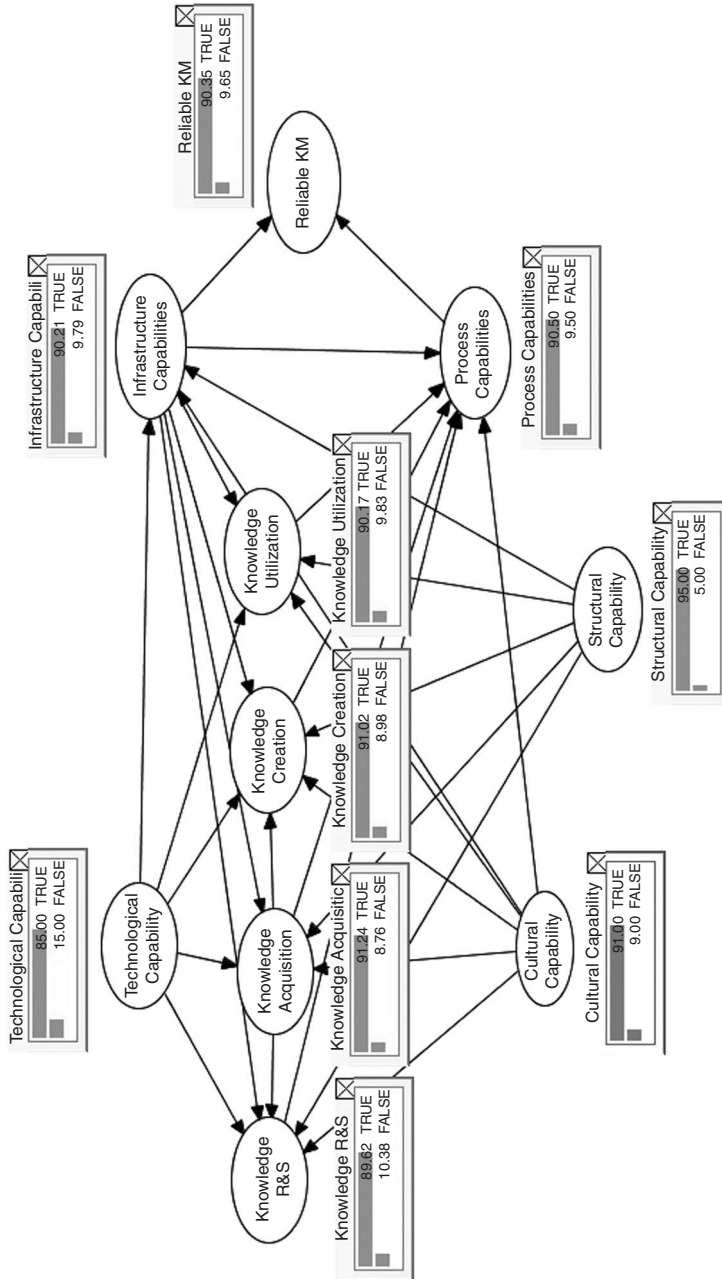 Reliable KM
90.35 TRUE
9.65 FALSE
Reliable KM
Infrastructure Capabili
90.21 TRUE
9.79 FALSE
Infrastructure
Capabilities
Process
Capabilities
Process Capabilities
90.50 TRUE
9.50 FALSE
Knowledge
Utilization
Knowledge Utilization
90.17 TRUE
9.83 FALSE
Structural
Capability
Structural Capability
95.00 TRUE
5.00 FALSE
Knowledge
Creation
Knowledge Creation
91.02 TRUE
8.98 FALSE
Technological Capabili
85.00 TRUE
15.00 FALSE
Technological
Capability
Knowledge
Acquisition
Knowledge Acquisitic
91.24 TRUE
8.76 FALSE
Cultural
Capability
Cultural Capability
91.00 TRUE
9.00 FALSE
Knowledge
R&S
Knowledge R&S
89.62 TRUE
10.38 FALSE